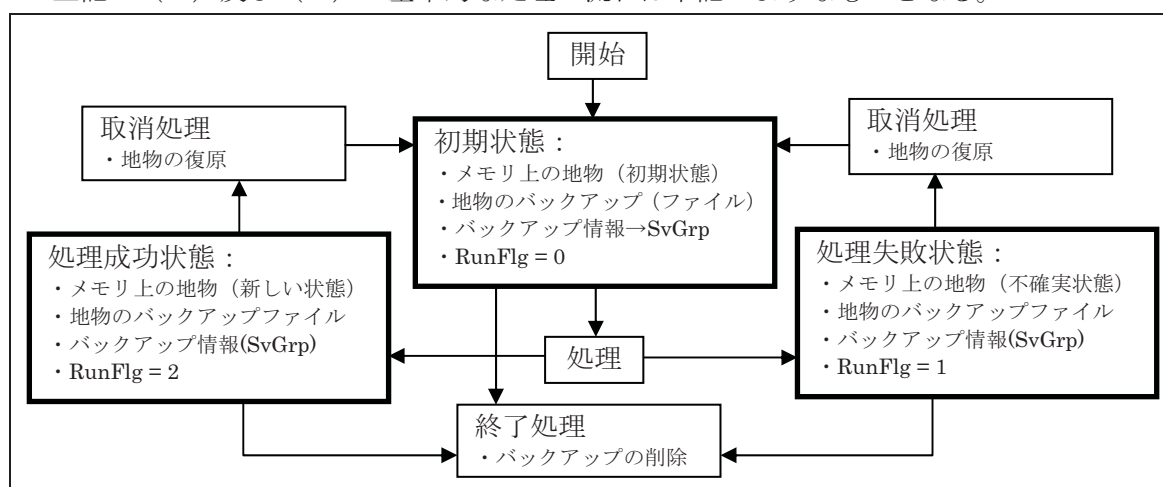 開始
取消処理
・地物の復原
初期状態：
・メモリ上の地物（初期状態）
・地物のバックアップ（ファイル）
・バックアップ情報→SvGrp
・RunFlg = 0
取消処理
・地物の復原
処理成功状態：
・メモリ上の地物（新しい状態）
・地物のバックアップファイル
・バックアップ情報(SvGrp)
・RunFlg = 2
処理
処理失敗状態：
・メモリ上の地物（不確実状態）
・地物のバックアップファイル
・バックアップ情報(SvGrp)
・RunFlg = 1
終了処理
・バックアップの削除